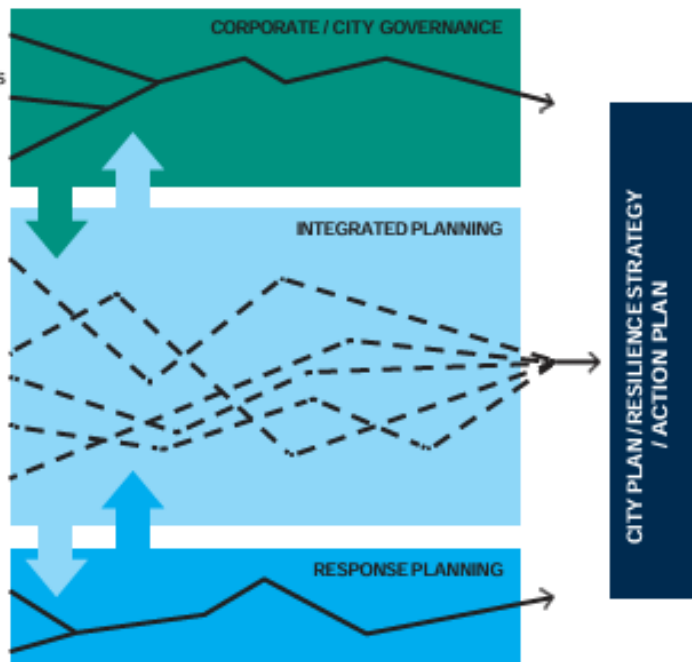 CORPORATE / CITY GOVERNANCE
s
INTEGRATED PLANNING
CITY PLAN / RESILIENCE STRATEGY
/ ACTION PLAN
RESPONSE PLANNING